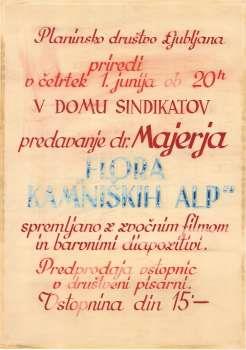 Planinsko društvo Ljubljana
priredi
v četrtek 1. junija ob 20h
V DOMU SINDIKATOV
predavanje dr. Majerja
„FLORA
KAMNIŠKIH ALP“
spremljano z zvočnim filmom
in barvnimi diapozitivi.
Predprodaja vstopnic
v društveni pisarni.
Vstopnina din 15'—